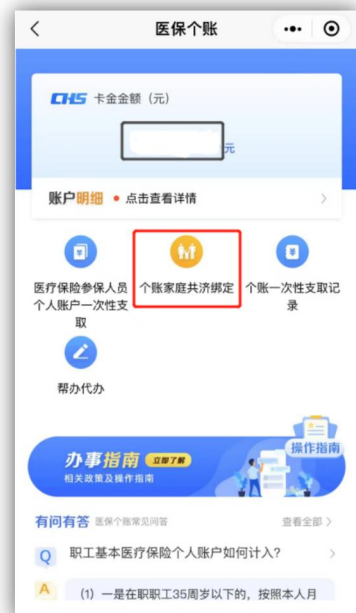 医保个账
CHS 卡金金额（元）
元
账户明细 • 点击查看详情
医疗保险参保人员
个人账户一次性支
取
个账家庭共济绑定
个账一次性支取记
录
帮办代办
办事指南 立即了解
相关政策及操作指南
操作指南
有问有答 医保个账常见问答 查看全部
Q 职工基本医疗保险个人账户如何计入？
A （1）一是在职职工35周岁以下的，按照本人月